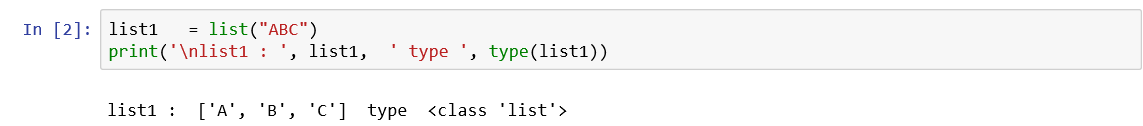 In [2]: list1   = list("ABC")
print('\nlist1 : ', list1,  ' type ', type(list1))
list1 :  ['A', 'B', 'C']  type  <class 'list'>